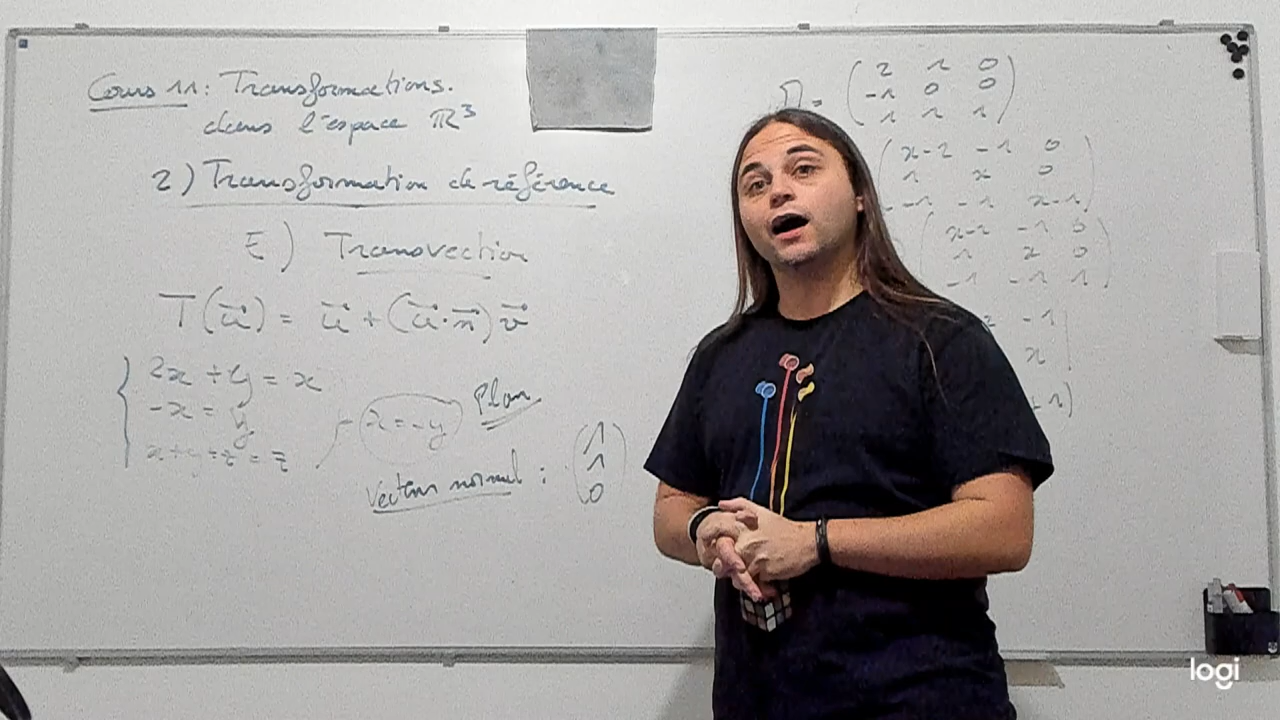 Cours 11: Transformations.
dans l'espace ℝ³
2) Transformation de référence
E) Transvection
T(u⃗) = u⃗ + (u⃗·n⃗)v⃗
2x + y = x
-x = y
x+y+z = z
x = -y
Plan
Vecteur normal :
1
1
0
2 1 0
-1 0 0
1 1 1
x-2 -1 0
1 x 0
-1 -1 x-1
x-2 -1 0
1 x 0
-1 -1 1
-1
x
logi